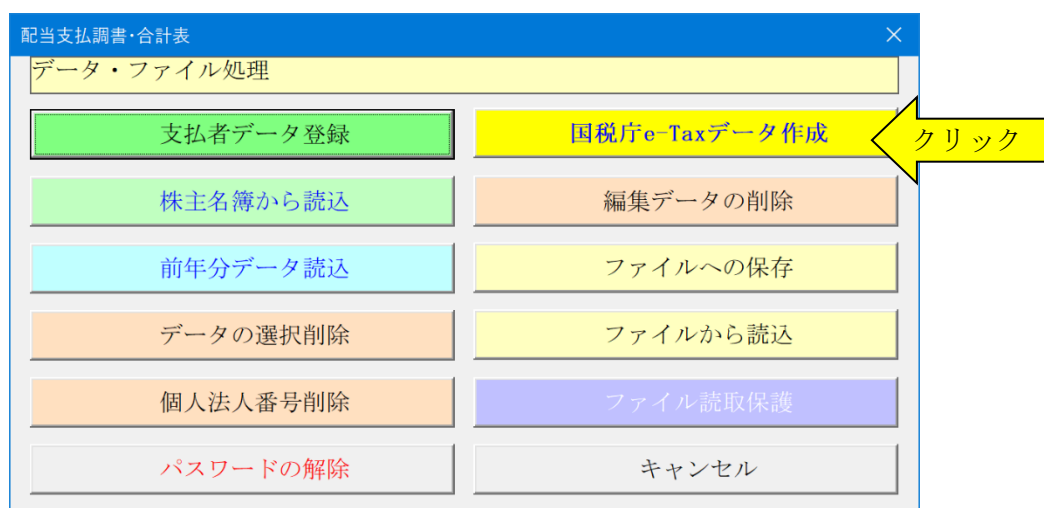 配当支払調書･合計表
データ・ファイル処理
支払者データ登録
国税庁e-Taxデータ作成
クリック
株主名簿から読込
編集データの削除
前年分データ読込
ファイルへの保存
データの選択削除
ファイルから読込
個人法人番号削除
ファイル読取保護
パスワードの解除
キャンセル